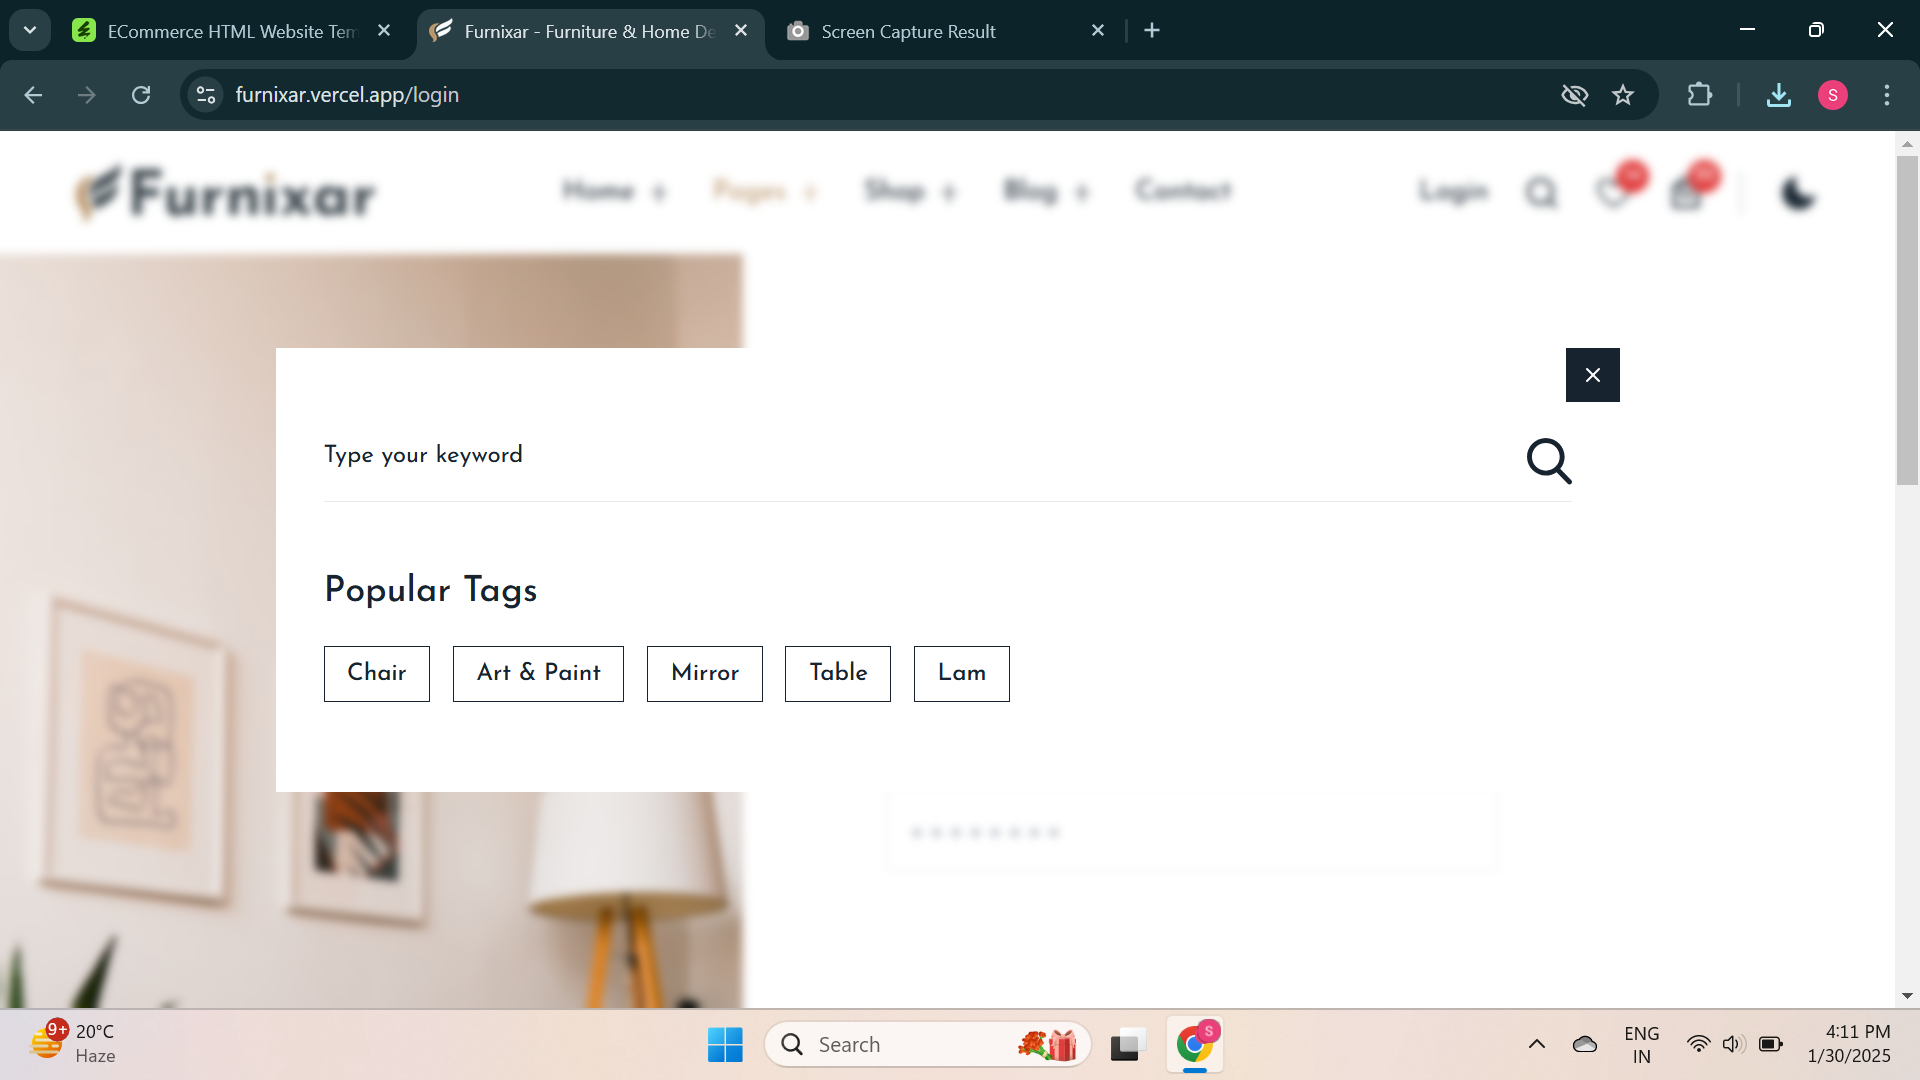 ECommerce HTML Website Tem
Furnixar - Furniture & Home De
Screen Capture Result
furnixar.vercel.app/login
S
Furnixar
Home +
Pages +
Shop +
Blog +
Contact
Login
Type your keyword
Popular Tags
Chair
Art & Paint
Mirror
Table
Lam
9+
20°C
Haze
Search
S
ENG
IN
4:11 PM
1/30/2025